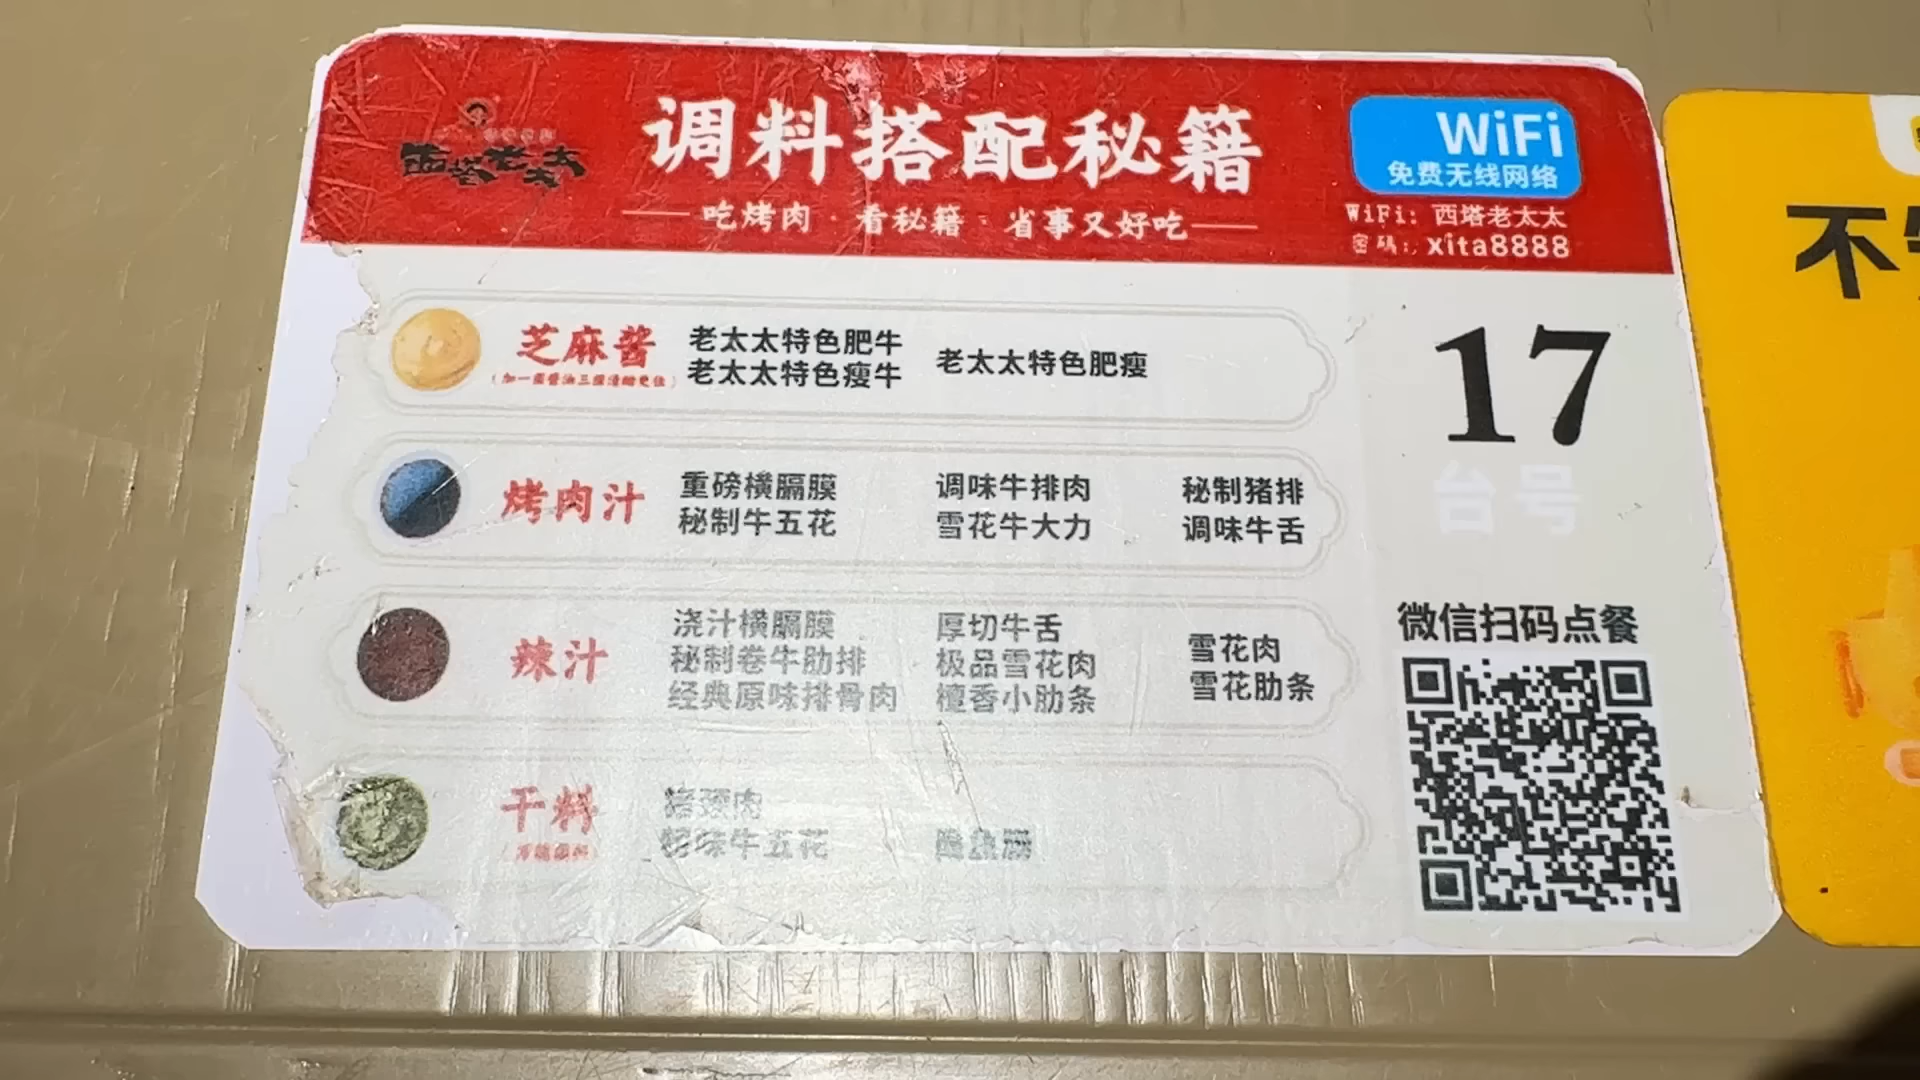 西塔老太太
调料搭配秘籍
吃烤肉·看秘籍·省事又好吃
WiFi
免费无线网络
WiFi：西塔老太太
密码：xita8888
芝麻酱
老太太特色肥牛
老太太特色瘦牛
老太太特色肥瘦
17
台号
烤肉汁
重磅横膈膜
秘制牛五花
调味牛排肉
雪花牛大力
秘制猪排
调味牛舌
辣汁
浇汁横膈膜
秘制卷牛肋排
经典原味排骨肉
厚切牛舌
极品雪花肉
檀香小肋条
雪花肉
雪花肋条
微信扫码点餐
干料
猪颈肉
牛五花
不